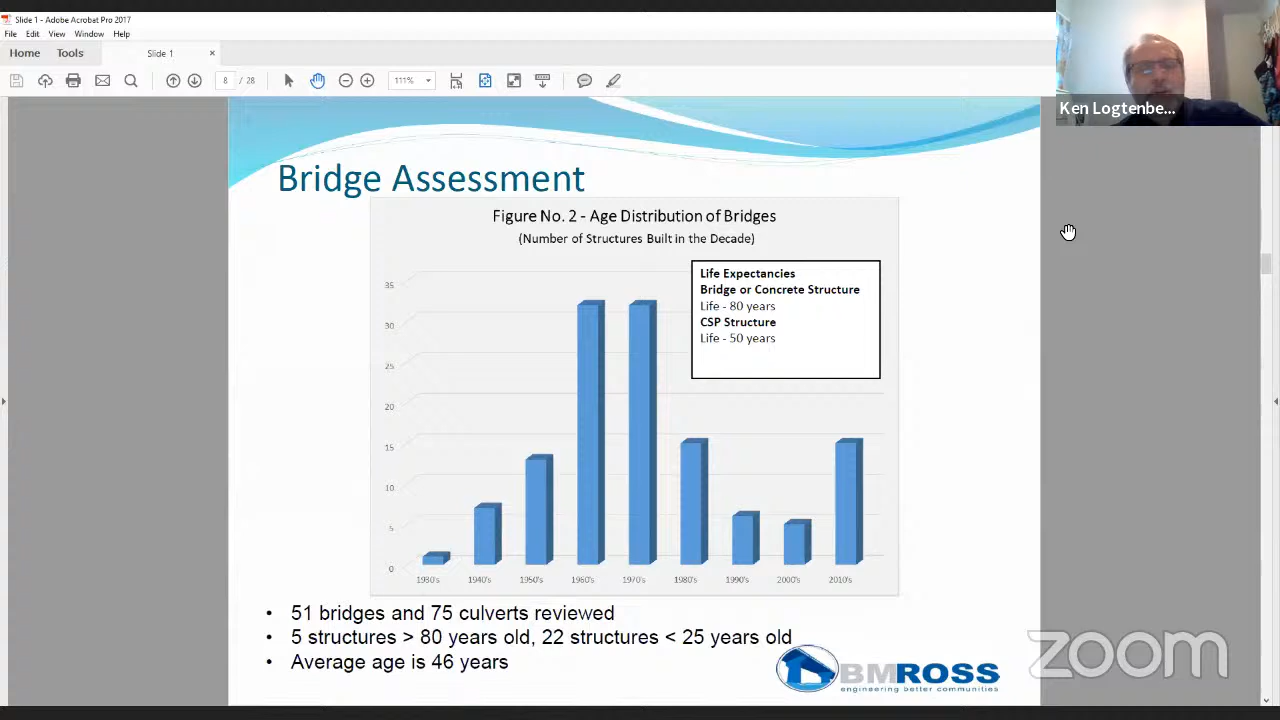 Slide 1 - Adobe Acrobat Pro 2017
File Edit View Window Help
Home Tools Slide 1 ×
8 / 28 111%
Ken Logtenbe...
Bridge Assessment
Figure No. 2 - Age Distribution of Bridges
(Number of Structures Built in the Decade)
Life Expectancies
Bridge or Concrete Structure
Life - 80 years
CSP Structure
Life - 50 years
35
30
25
20
15
10
5
0
1930's 1940's 1950's 1960's 1970's 1980's 1990's 2000's 2010's
• 51 bridges and 75 culverts reviewed
• 5 structures > 80 years old, 22 structures < 25 years old
• Average age is 46 years
BMROSS
engineering better communities
zoom